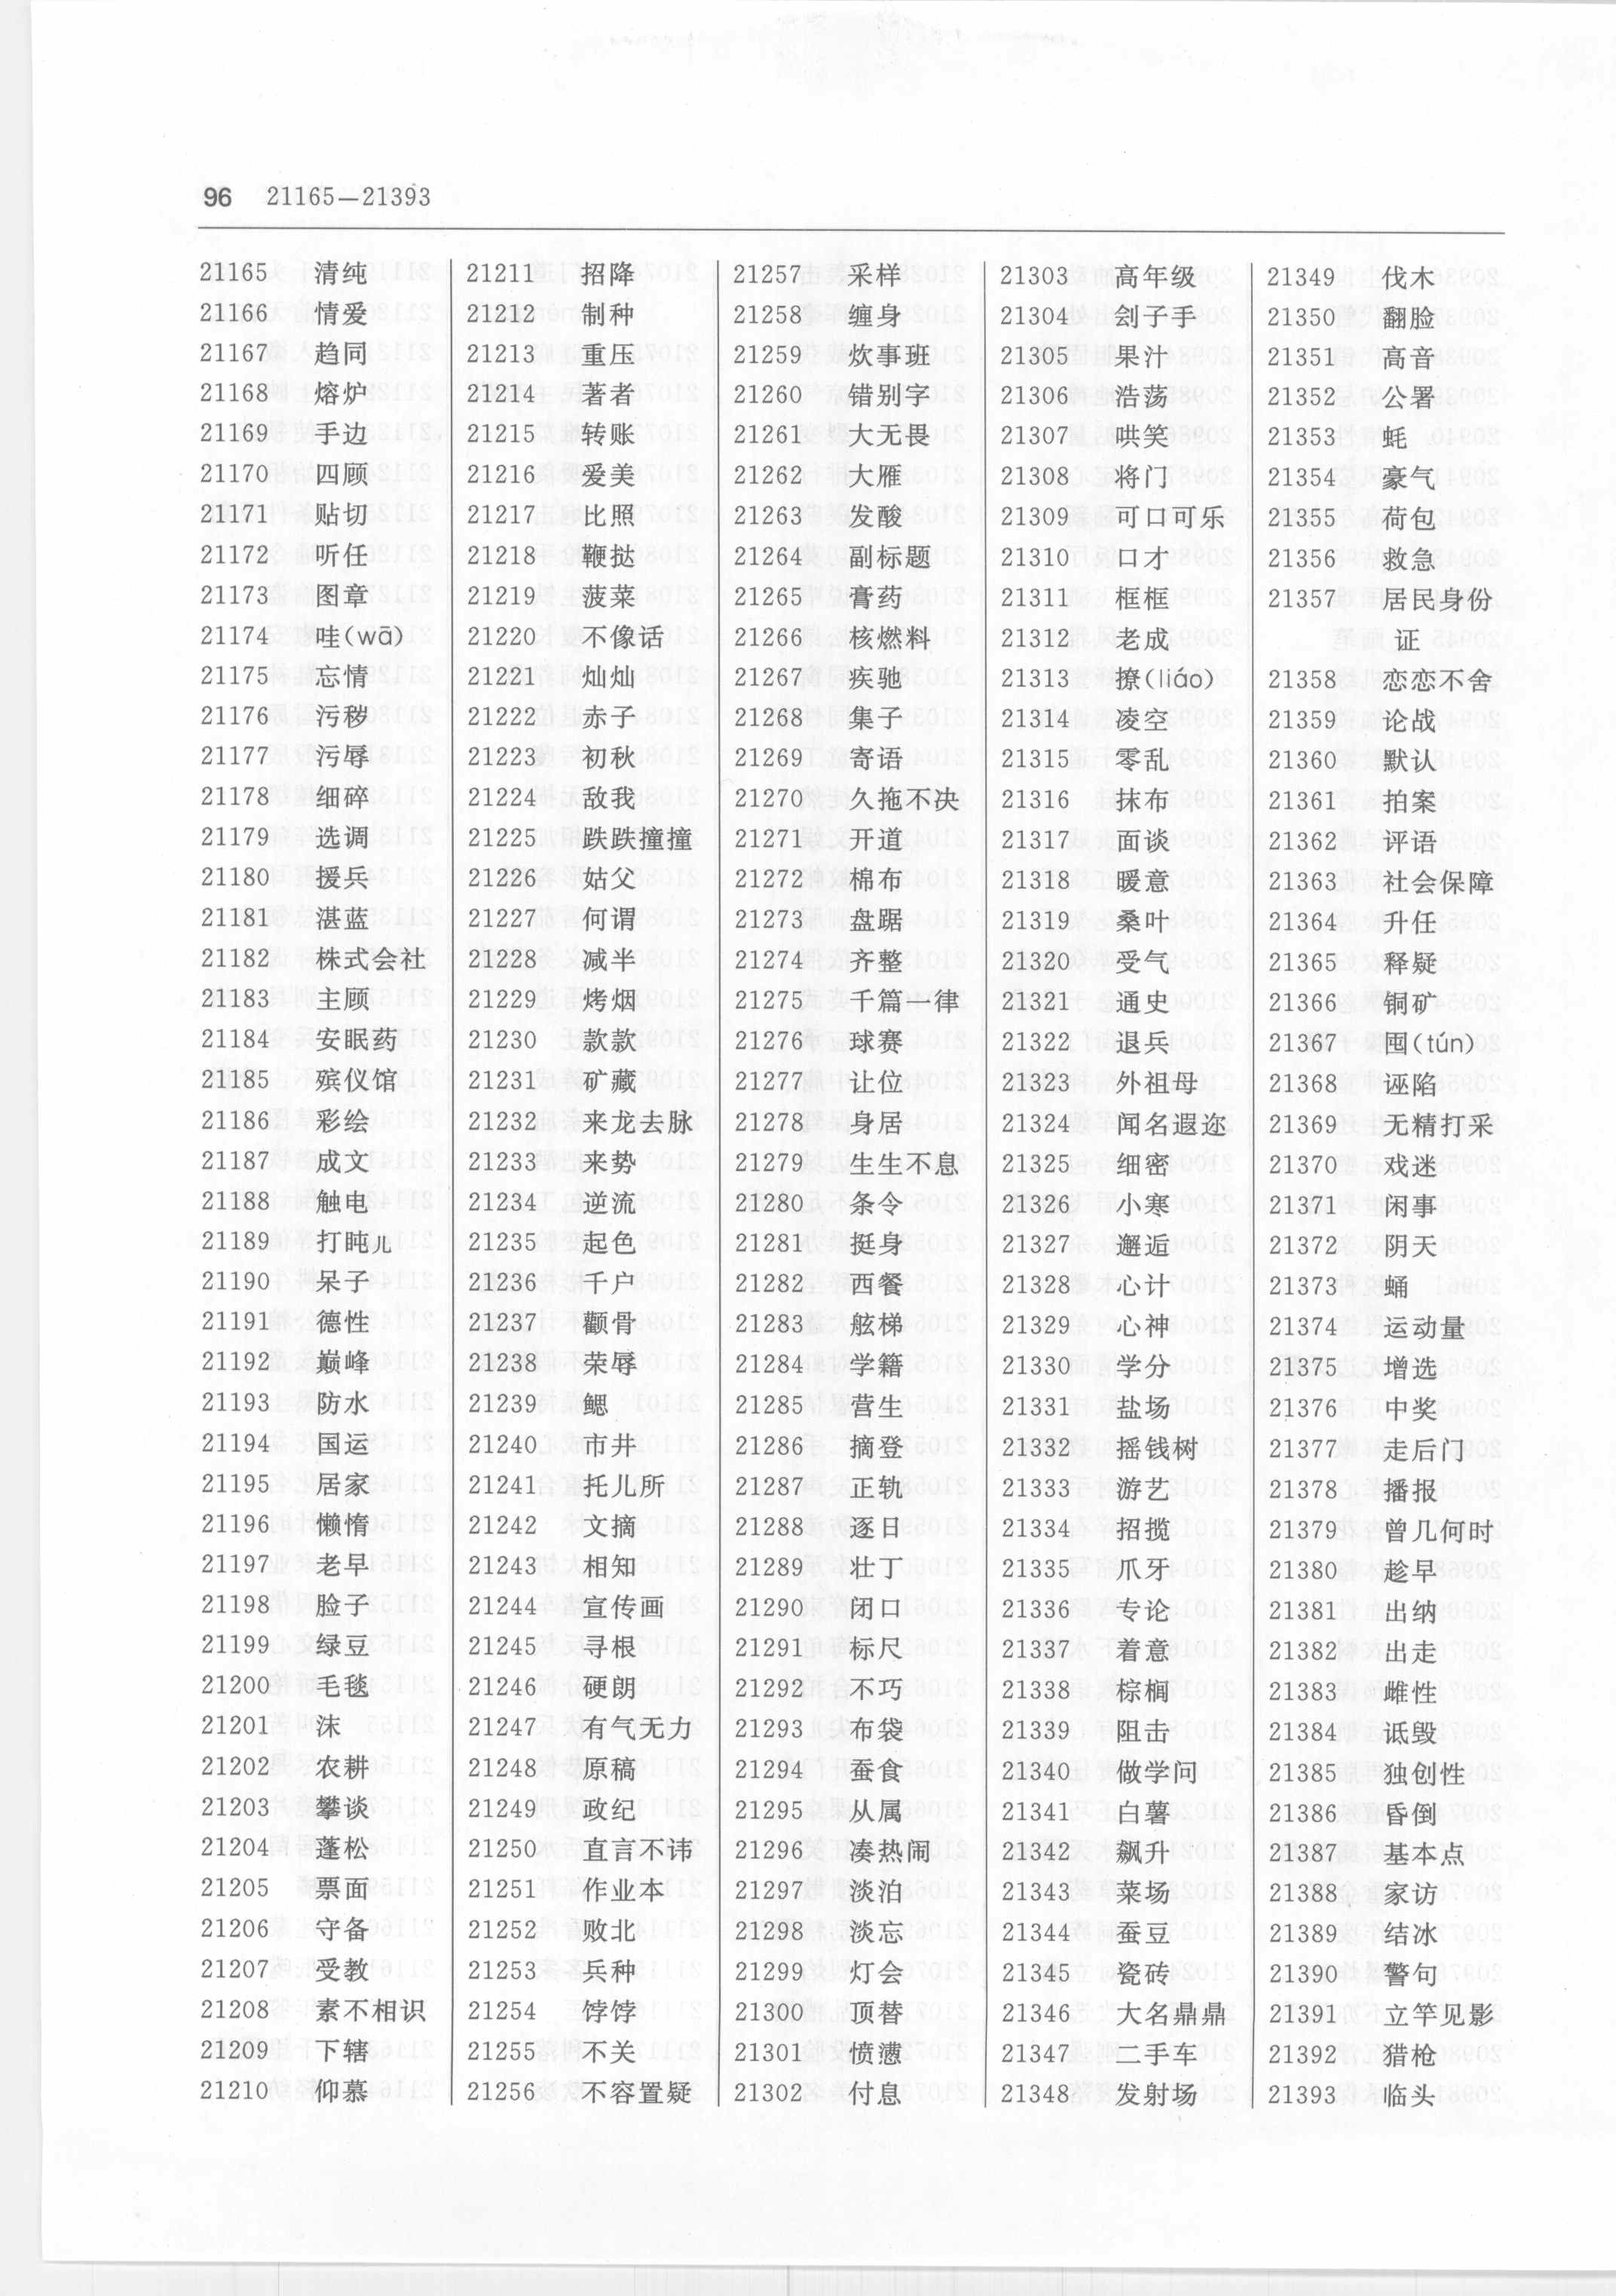 96 21165—21393
21165 清纯
21166 情爱
21167 趋同
21168 熔炉
21169 手边
21170 四顾
21171 贴切
21172 听任
21173 图章
21174 哇(wā)
21175 忘情
21176 污秽
21177 污辱
21178 细碎
21179 选调
21180 援兵
21181 湛蓝
21182 株式会社
21183 主顾
21184 安眠药
21185 殡仪馆
21186 彩绘
21187 成文
21188 触电
21189 打盹儿
21190 呆子
21191 德性
21192 巅峰
21193 防水
21194 国运
21195 居家
21196 懒惰
21197 老早
21198 脸子
21199 绿豆
21200 毛毯
21201 沫
21202 农耕
21203 攀谈
21204 蓬松
21205 票面
21206 守备
21207 受教
21208 素不相识
21209 下辖
21210 仰慕
21211 招降
21212 制种
21213 重压
21214 著者
21215 转账
21216 爱美
21217 比照
21218 鞭挞
21219 菠菜
21220 不像话
21221 灿灿
21222 赤子
21223 初秋
21224 敌我
21225 跌跌撞撞
21226 姑父
21227 何谓
21228 减半
21229 烤烟
21230 款款
21231 矿藏
21232 来龙去脉
21233 来势
21234 逆流
21235 起色
21236 千户
21237 颧骨
21238 荣辱
21239 鳃
21240 市井
21241 托儿所
21242 文摘
21243 相知
21244 宣传画
21245 寻根
21246 硬朗
21247 有气无力
21248 原稿
21249 政纪
21250 直言不讳
21251 作业本
21252 败北
21253 兵种
21254 饽饽
21255 不关
21256 不容置疑
21257 采样
21258 缠身
21259 炊事班
21260 错别字
21261 大无畏
21262 大雁
21263 发酸
21264 副标题
21265 膏药
21266 核燃料
21267 疾驰
21268 集子
21269 寄语
21270 久拖不决
21271 开道
21272 棉布
21273 盘踞
21274 齐整
21275 千篇一律
21276 球赛
21277 让位
21278 身居
21279 生生不息
21280 条令
21281 挺身
21282 西餐
21283 舷梯
21284 学籍
21285 营生
21286 摘登
21287 正轨
21288 逐日
21289 壮丁
21290 闭口
21291 标尺
21292 不巧
21293 布袋
21294 蚕食
21295 从属
21296 凑热闹
21297 淡泊
21298 淡忘
21299 灯会
21300 顶替
21301 愤懑
21302 付息
21303 高年级
21304 刽子手
21305 果汁
21306 浩荡
21307 哄笑
21308 将门
21309 可口可乐
21310 口才
21311 框框
21312 老成
21313 撩(liáo)
21314 凌空
21315 零乱
21316 抹布
21317 面谈
21318 暖意
21319 桑叶
21320 受气
21321 通史
21322 退兵
21323 外祖母
21324 闻名遐迩
21325 细密
21326 小寒
21327 邂逅
21328 心计
21329 心神
21330 学分
21331 盐场
21332 摇钱树
21333 游艺
21334 招揽
21335 爪牙
21336 专论
21337 着意
21338 棕榈
21339 阻击
21340 做学问
21341 白薯
21342 飙升
21343 菜场
21344 蚕豆
21345 瓷砖
21346 大名鼎鼎
21347 二手车
21348 发射场
21349 伐木
21350 翻脸
21351 高音
21352 公署
21353 蚝
21354 豪气
21355 荷包
21356 救急
21357 居民身份
证
21358 恋恋不舍
21359 论战
21360 默认
21361 拍案
21362 评语
21363 社会保障
21364 升任
21365 释疑
21366 铜矿
21367 囤(tún)
21368 诬陷
21369 无精打采
21370 戏迷
21371 闲事
21372 阴天
21373 蛹
21374 运动量
21375 增选
21376 中奖
21377 走后门
21378 播报
21379 曾几何时
21380 趁早
21381 出纳
21382 出走
21383 雌性
21384 诋毁
21385 独创性
21386 昏倒
21387 基本点
21388 家访
21389 结冰
21390 警句
21391 立竿见影
21392 猎枪
21393 临头